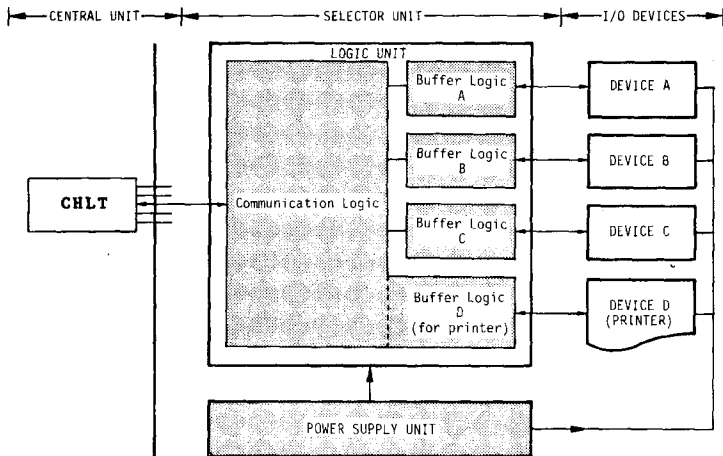 CENTRAL UNIT
SELECTOR UNIT
I/O DEVICES
LOGIC UNIT
Buffer Logic
A
DEVICE A
Buffer Logic
B
DEVICE B
CHLT
Communication Logic
Buffer Logic
C
DEVICE C
Buffer Logic
D
(for printer)
DEVICE D
(PRINTER)
POWER SUPPLY UNIT